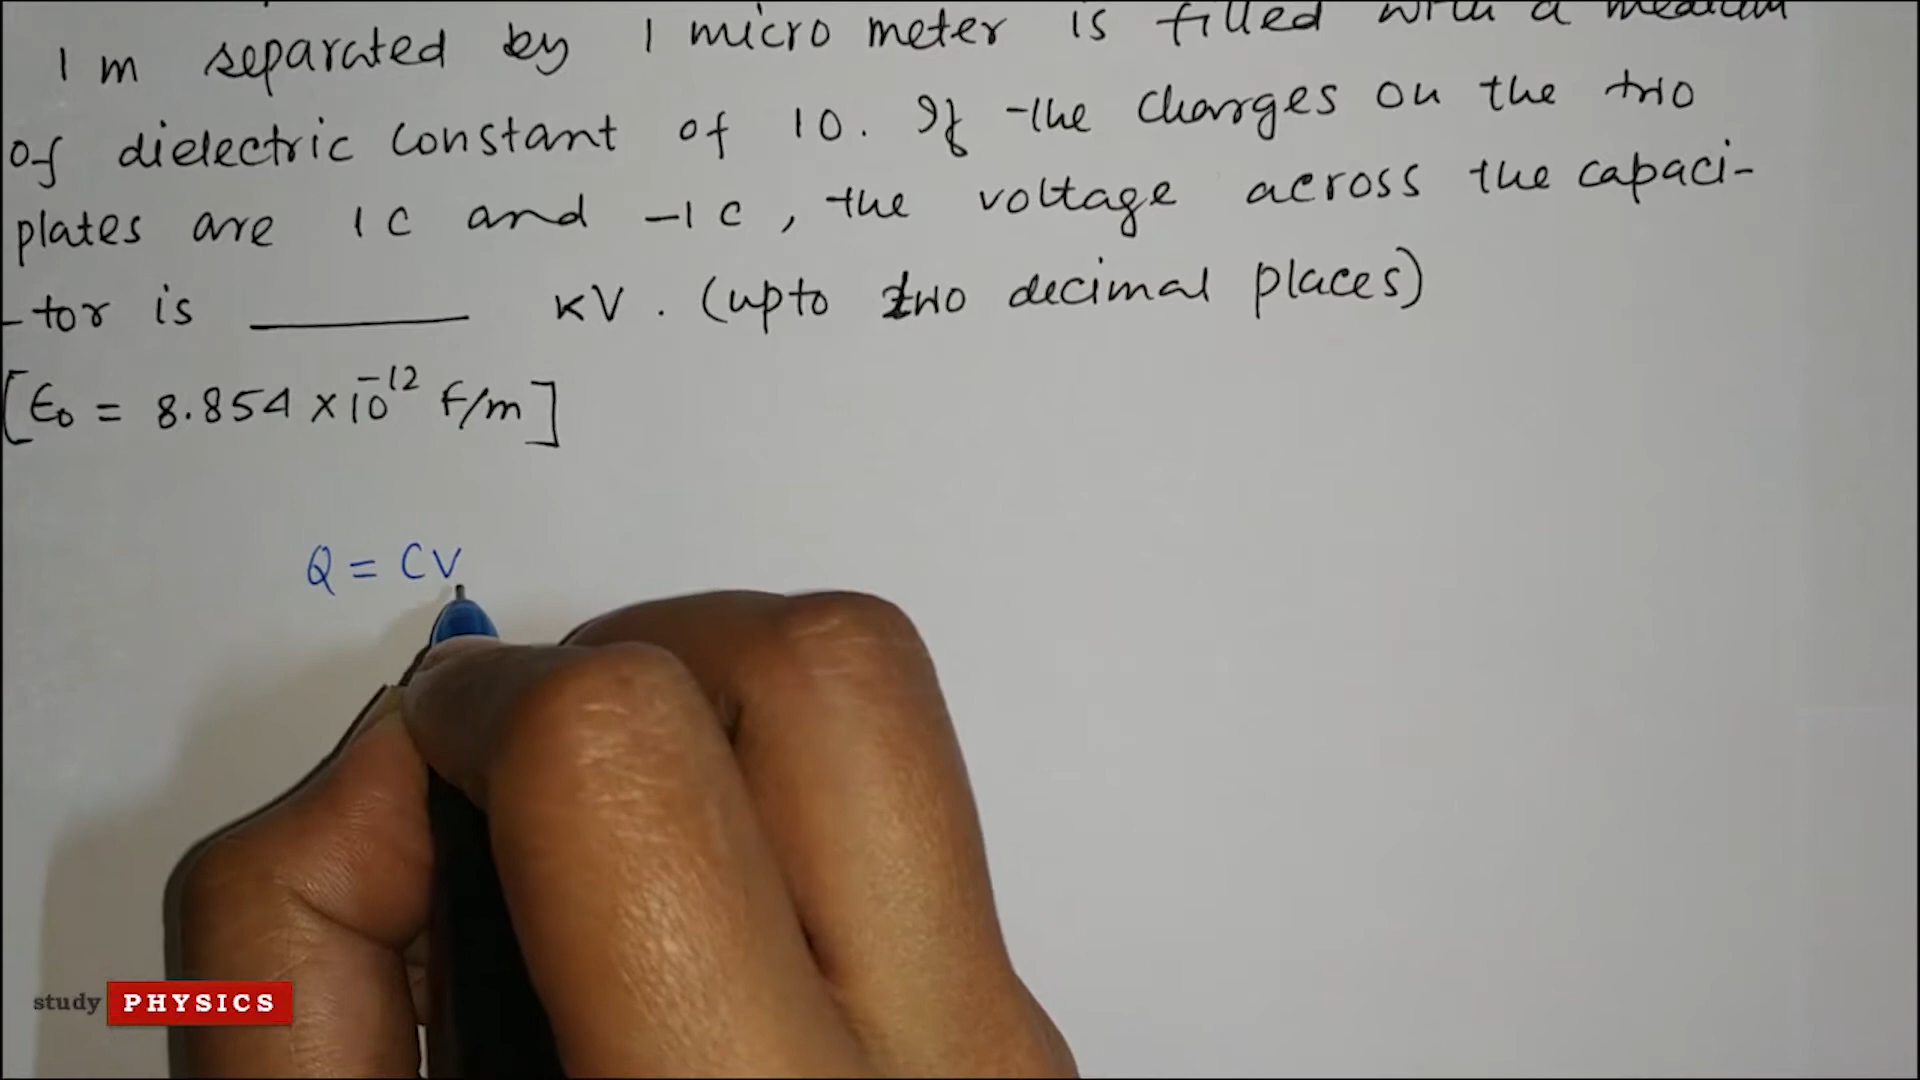 1 m separated by 1 micro meter is filled with a medium
of dielectric constant of 10. If the charges on the two
plates are 1C and -1C, the voltage across the capaci-
-tor is ______ KV. (upto two decimal places)
[ε₀ = 8.854 × 10⁻¹² F/m]
Q = CV
study PHYSICS